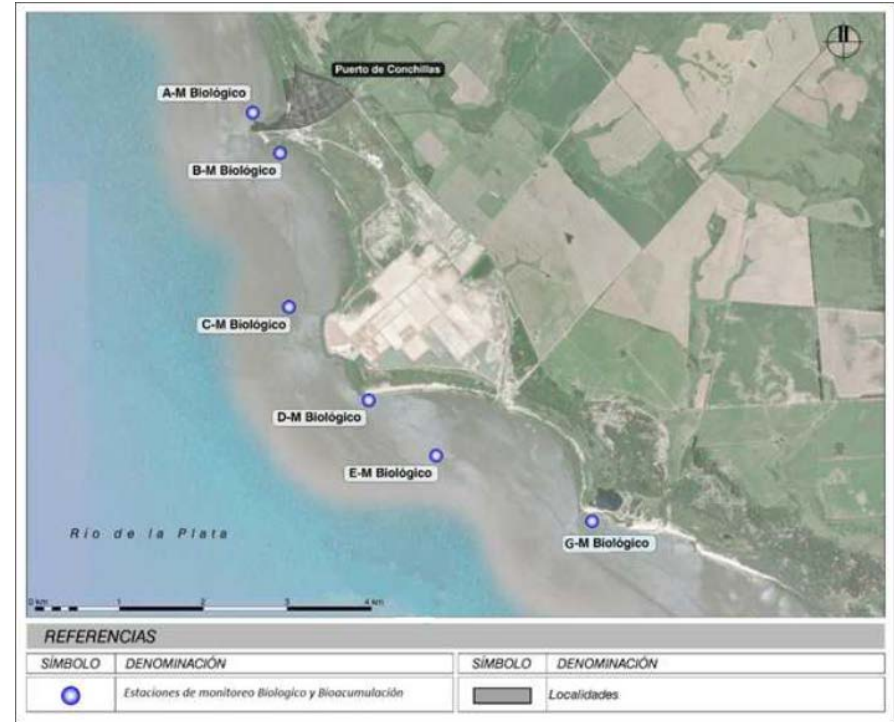 Puerto de Conchillas
A-M Biológico
B-M Biológico
C-M Biológico
D-M Biológico
E-M Biológico
G-M Biológico
Río de la Plata
0 km 1 2 3 4 km
REFERENCIAS
SÍMBOLO DENOMINACIÓN SÍMBOLO DENOMINACIÓN
Estaciones de monitoreo Biologico y Bioacumulación Localidades